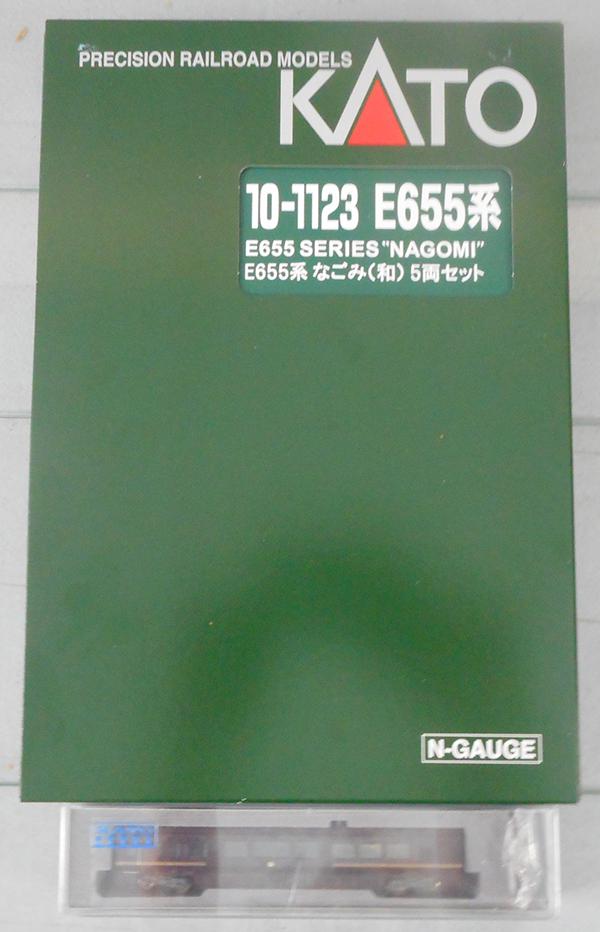 PRECISION RAILROAD MODELS
KATO
10-1123 E655系
E655 SERIES "NAGOMI"
E655系 なごみ(和) 5両セット
N-GAUGE
KATO